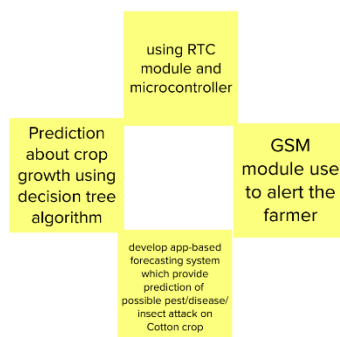 using RTC
module and
microcontroller
Prediction
about crop
growth using
decision tree
algorithm
GSM
module use
to alert the
farmer
develop app-based
forecasting system
which provide
prediction of
possible pest/disease/
insect attack on
Cotton crop